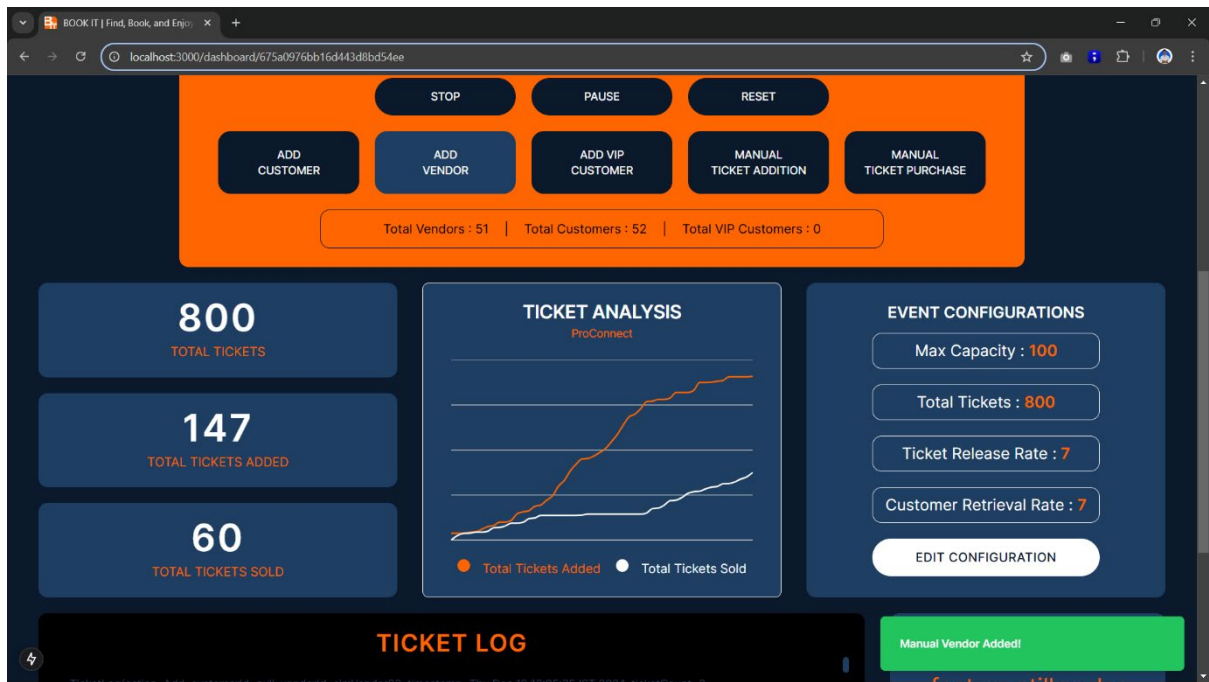 BOOK IT | Find, Book, and Enjoy
localhost:3000/dashboard/675a0976bb16d443d8bd54ee
STOP
PAUSE
RESET
ADD
CUSTOMER
ADD
VENDOR
ADD VIP
CUSTOMER
MANUAL
TICKET ADDITION
MANUAL
TICKET PURCHASE
Total Vendors : 51 | Total Customers : 52 | Total VIP Customers : 0
800
TOTAL TICKETS
147
TOTAL TICKETS ADDED
60
TOTAL TICKETS SOLD
TICKET ANALYSIS
ProConnect
Total Tickets Added
Total Tickets Sold
EVENT CONFIGURATIONS
Max Capacity : 100
Total Tickets : 800
Ticket Release Rate : 7
Customer Retrieval Rate : 7
EDIT CONFIGURATION
TICKET LOG
Manual Vendor Added!